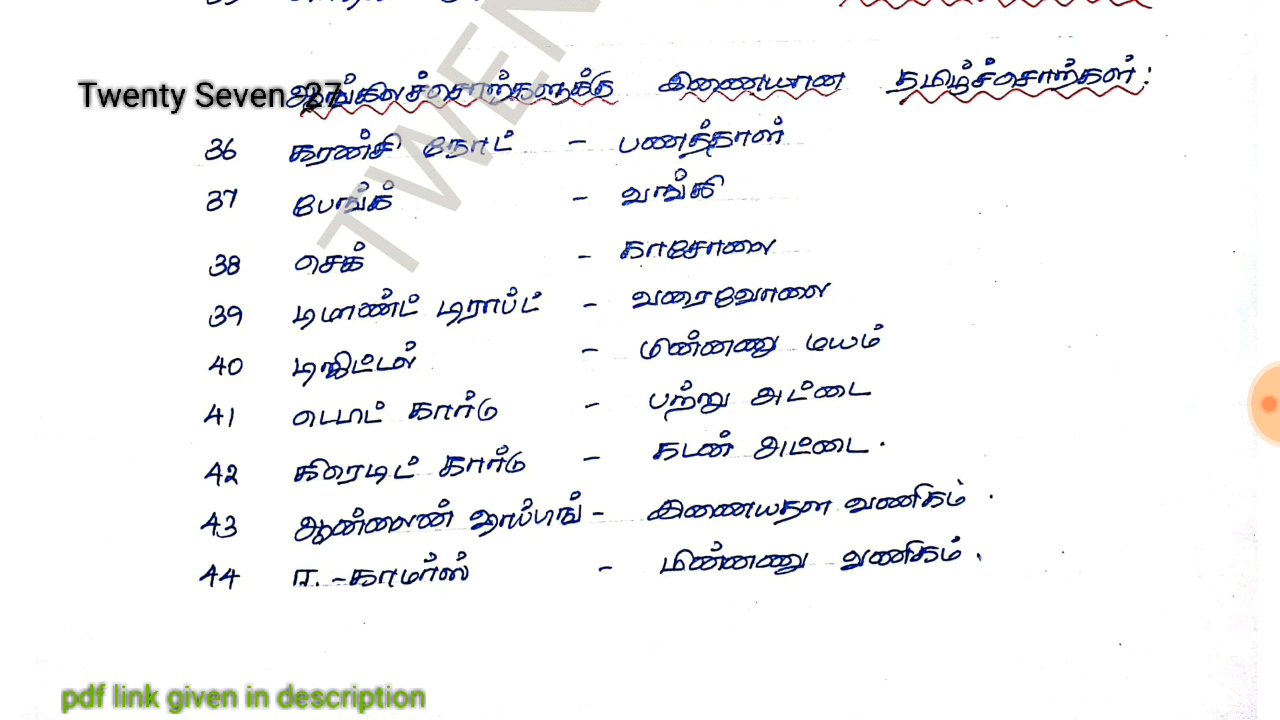 Twenty Seven 27
ஆங்கிலச்சொற்களுக்கு இணையான தமிழ்ச்சொற்கள்:
36 கரன்சி நோட் - பணத்தாள்
37 பேங்க் - வங்கி
38 செக் - காசோலை
39 டிமாண்ட் டிராப்ட் - வரைவோலை
40 டிஜிட்டல் - மின்னணு மயம்
41 டெபிட் கார்டு - பற்று அட்டை
42 கிரெடிட் கார்டு - கடன் அட்டை.
43 ஆன்லைன் ஷாப்பிங் - இணையதள வணிகம்.
44 ஈ.-காமர்ஸ் - மின்னணு வணிகம்.
TWEN
pdf link given in description